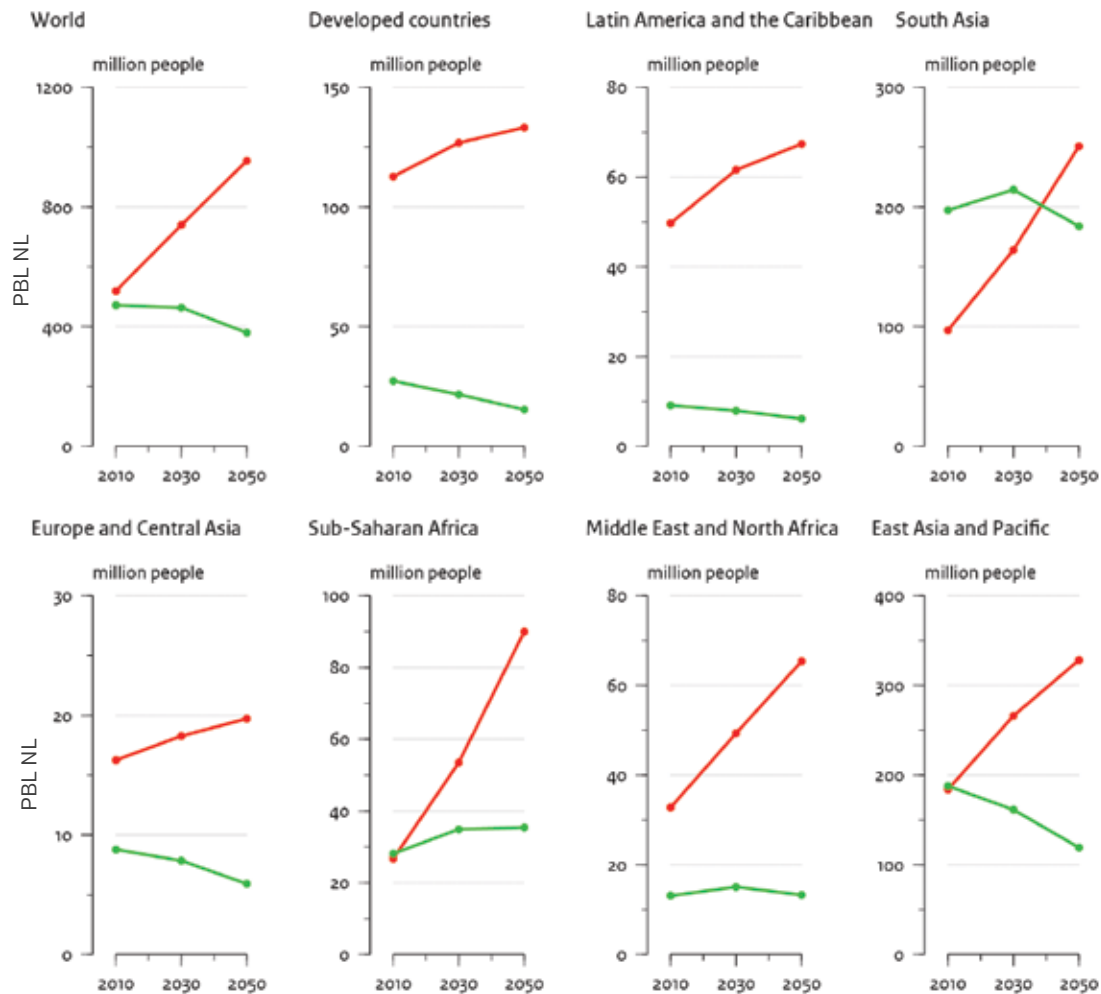 World
million people
1200
800
400
0
2010 2030 2050
PBL NL
Developed countries
million people
150
100
50
0
2010 2030 2050
Latin America and the Caribbean
million people
80
60
40
20
0
2010 2030 2050
South Asia
million people
300
200
100
0
2010 2030 2050
Europe and Central Asia
million people
30
20
10
0
2010 2030 2050
PBL NL
Sub-Saharan Africa
million people
100
80
60
40
20
0
2010 2030 2050
Middle East and North Africa
million people
80
60
40
20
0
2010 2030 2050
East Asia and Pacific
million people
400
300
200
100
0
2010 2030 2050